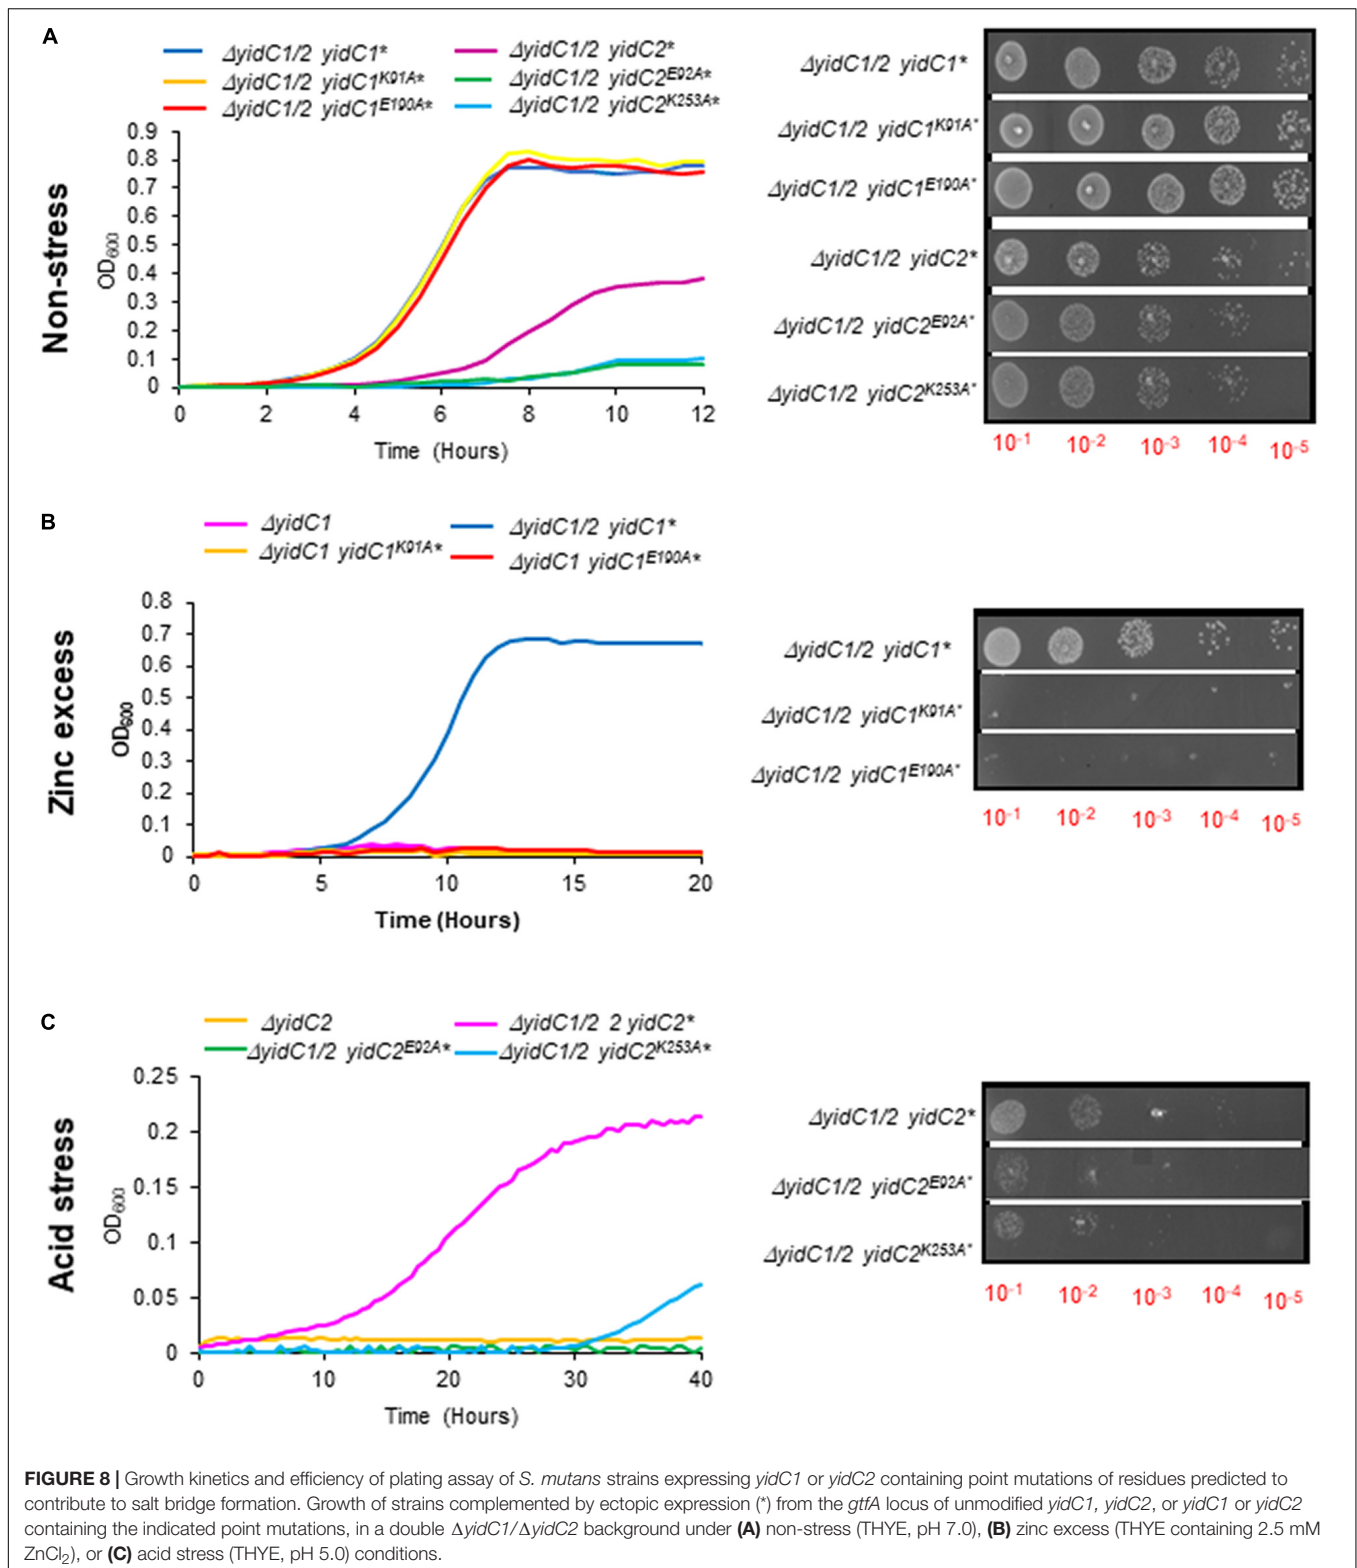 A
ΔyidC1/2 yidC1*
ΔyidC1/2 yidC2*
ΔyidC1/2 yidC1K91A*
ΔyidC1/2 yidC2E92A*
ΔyidC1/2 yidC1E190A*
ΔyidC1/2 yidC2K253A*
Non-stress
OD600
0.9
0.8
0.7
0.6
0.5
0.4
0.3
0.2
0.1
0
0 2 4 6 8 10 12
Time (Hours)
ΔyidC1/2 yidC1*
ΔyidC1/2 yidC1K91A*
ΔyidC1/2 yidC1E190A*
ΔyidC1/2 yidC2*
ΔyidC1/2 yidC2E92A*
ΔyidC1/2 yidC2K253A*
10-1 10-2 10-3 10-4 10-5
B
ΔyidC1
ΔyidC1/2 yidC1*
ΔyidC1 yidC1K91A*
ΔyidC1 yidC1E190A*
Zinc excess
OD600
0.8
0.7
0.6
0.5
0.4
0.3
0.2
0.1
0
0 5 10 15 20
Time (Hours)
ΔyidC1/2 yidC1*
ΔyidC1/2 yidC1K91A*
ΔyidC1/2 yidC1E190A*
10-1 10-2 10-3 10-4 10-5
C
ΔyidC2
ΔyidC1/2 2 yidC2*
ΔyidC1/2 yidC2E92A*
ΔyidC1/2 yidC2K253A*
Acid stress
OD600
0.25
0.2
0.15
0.1
0.05
0
0 10 20 30 40
Time (Hours)
ΔyidC1/2 yidC2*
ΔyidC1/2 yidC2E92A*
ΔyidC1/2 yidC2K253A*
10-1 10-2 10-3 10-4 10-5
FIGURE 8 | Growth kinetics and efficiency of plating assay of S. mutans strains expressing yidC1 or yidC2 containing point mutations of residues predicted to
contribute to salt bridge formation. Growth of strains complemented by ectopic expression (*) from the gtfA locus of unmodified yidC1, yidC2, or yidC1 or yidC2
containing the indicated point mutations, in a double ΔyidC1/ΔyidC2 background under (A) non-stress (THYE, pH 7.0), (B) zinc excess (THYE containing 2.5 mM
ZnCl2), or (C) acid stress (THYE, pH 5.0) conditions.